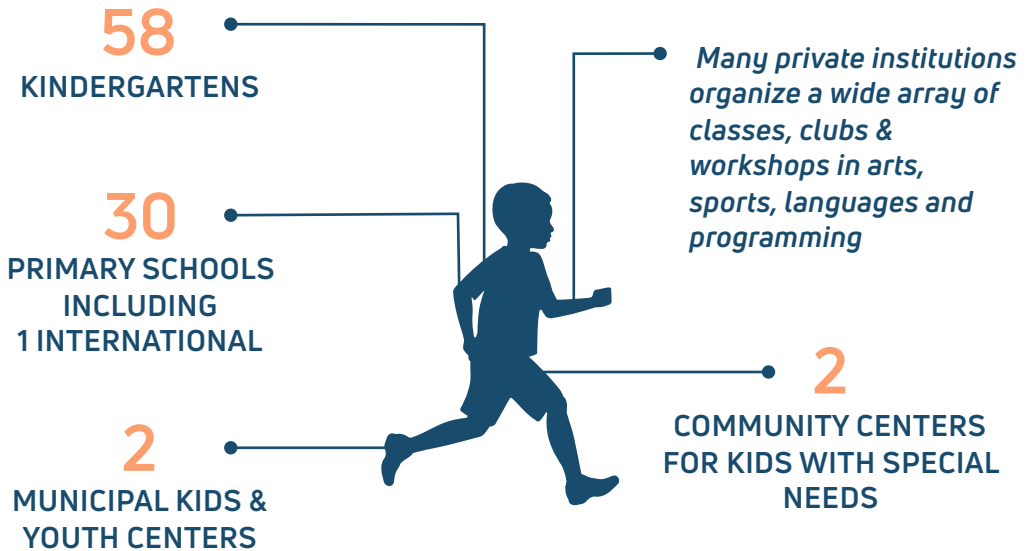 58
KINDERGARTENS
30
PRIMARY SCHOOLS
INCLUDING
1 INTERNATIONAL
2
MUNICIPAL KIDS &
YOUTH CENTERS
Many private institutions
organize a wide array of
classes, clubs &
workshops in arts,
sports, languages and
programming
2
COMMUNITY CENTERS
FOR KIDS WITH SPECIAL
NEEDS